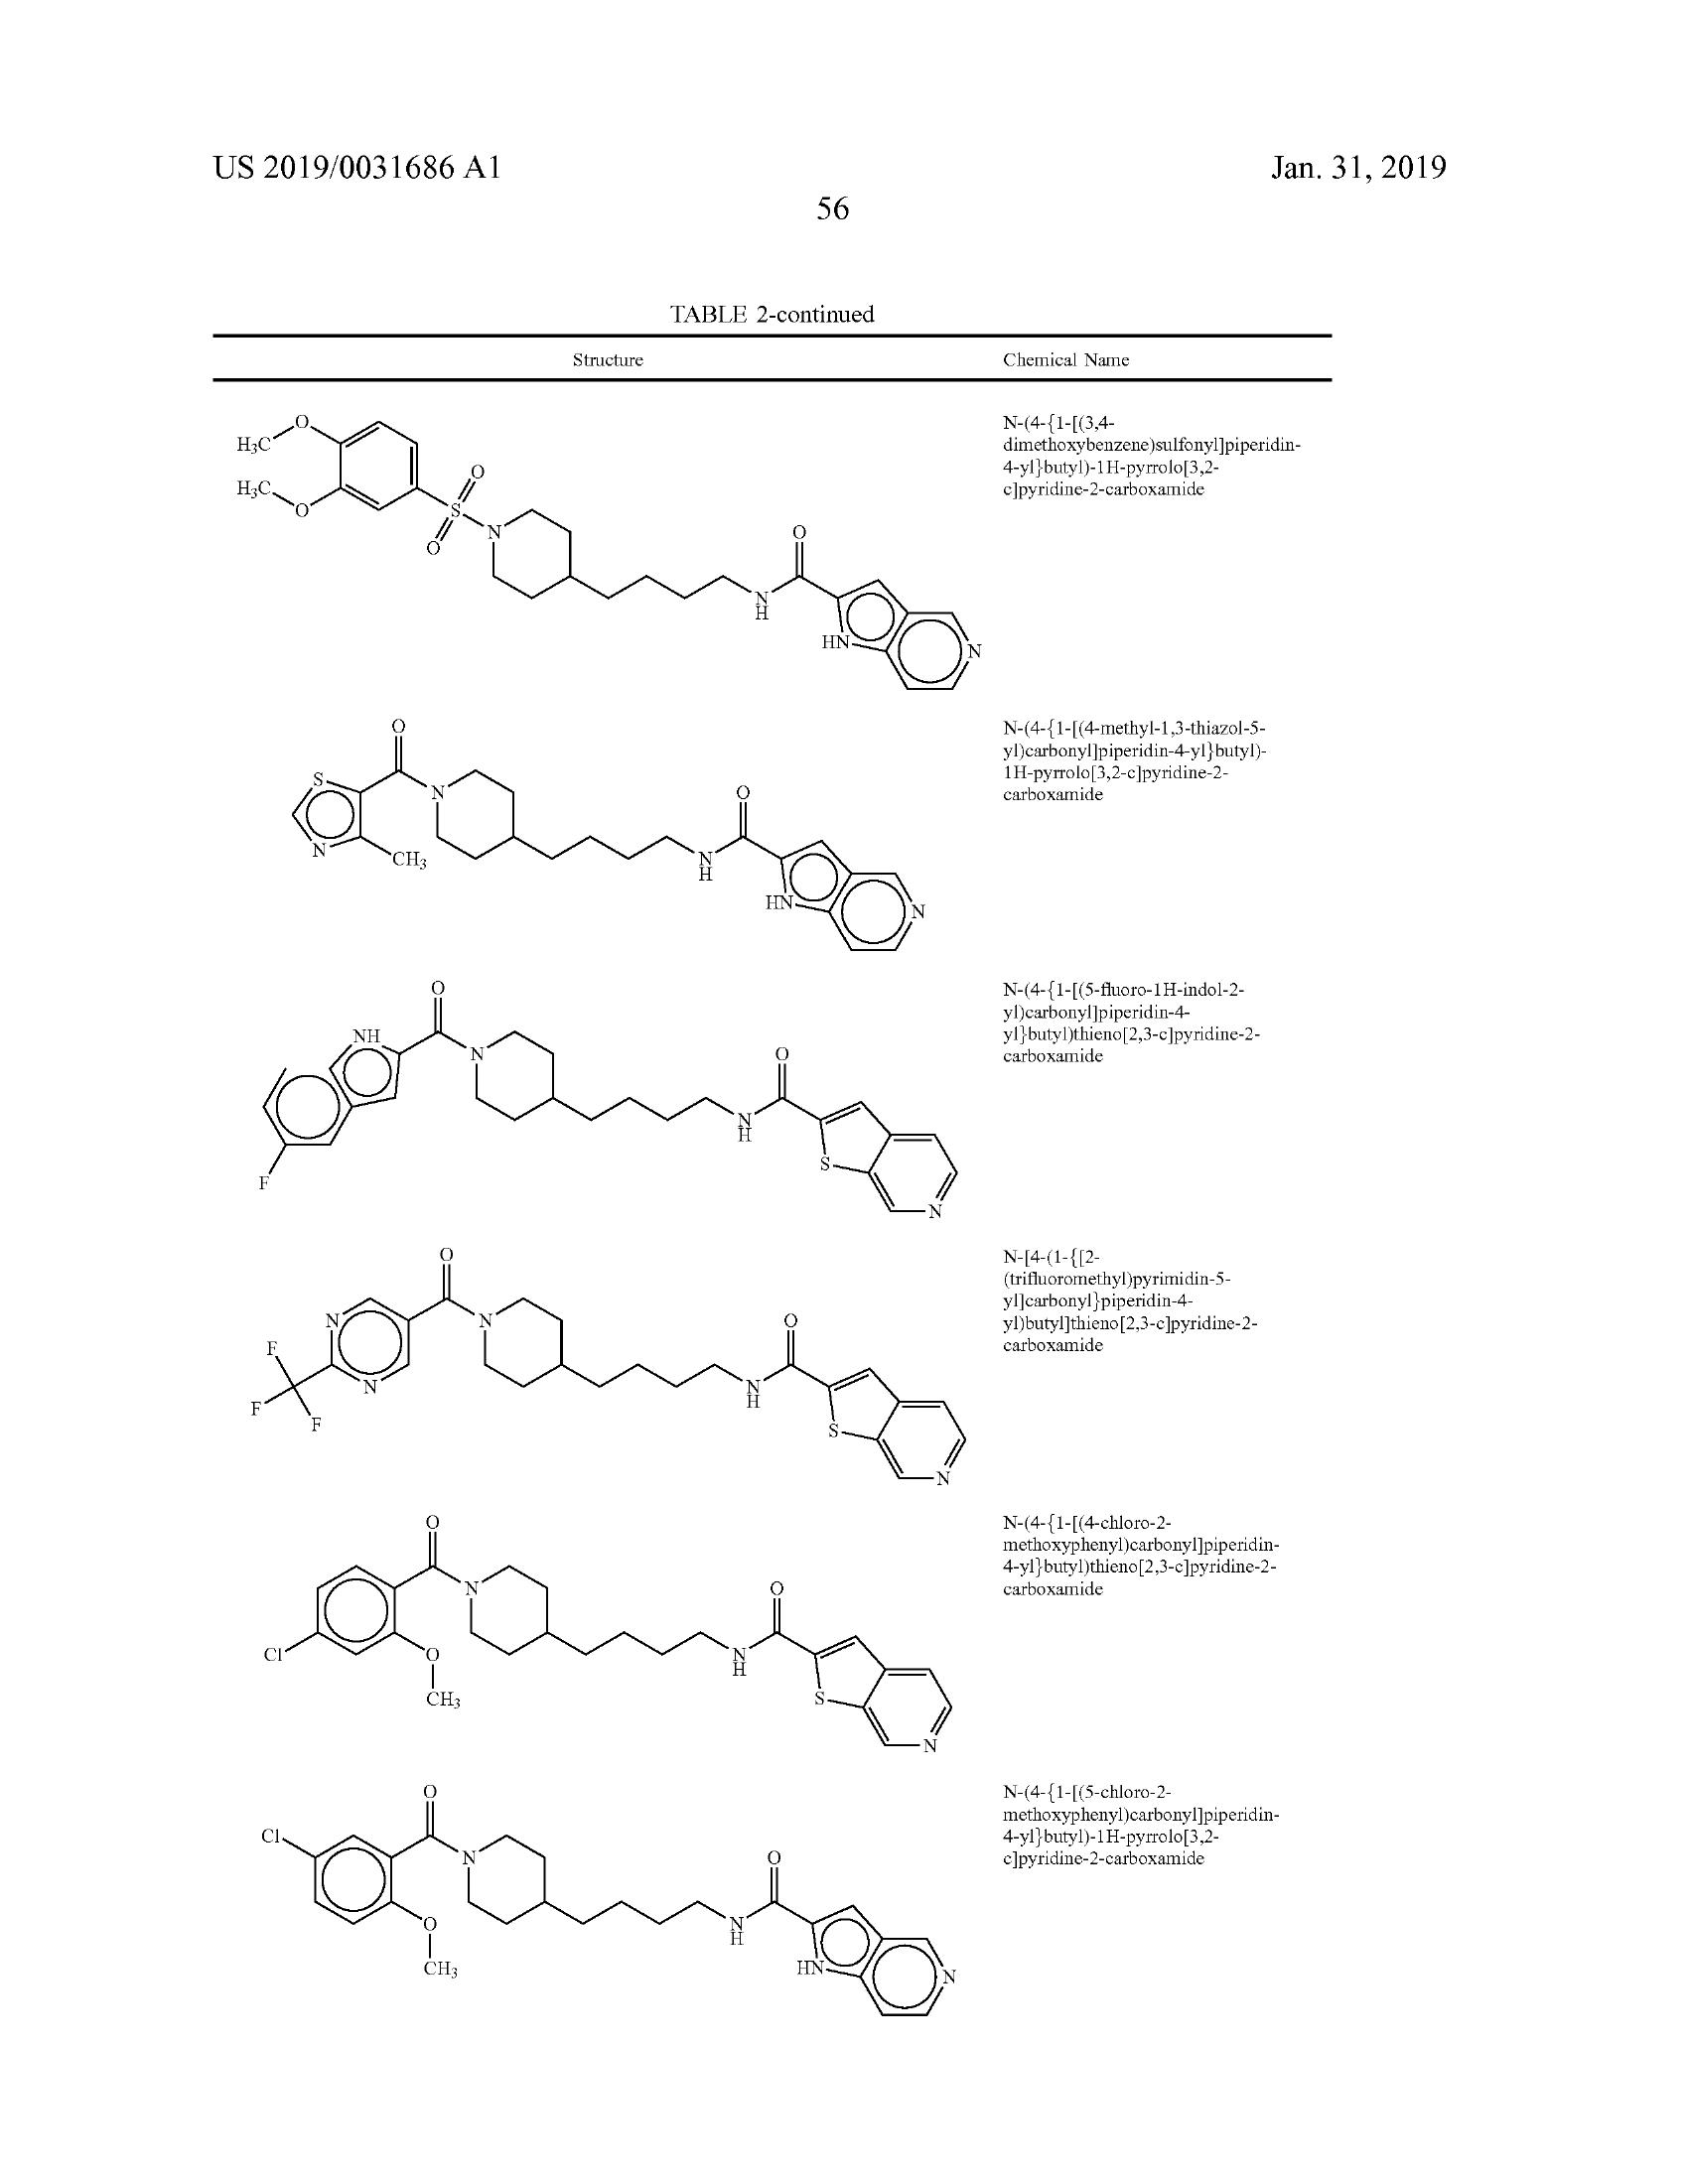 US 2019/0031686 A1
Jan. 31, 2019
56
TABLE 2-continued
Structure
Chemical Name
O
H3C
O
H3C
O
S
O
O
N
O
N
H
HN
N
N-(4-{1-[(3,4-
dimethoxybenzene)sulfonyl]piperidin-
4-yl}butyl)-1H-pyrrolo[3,2-
c]pyridine-2-carboxamide
O
S
N
N
CH3
O
N
H
HN
N
N-(4-{1-[(4-methyl-1,3-thiazol-5-
yl)carbonyl]piperidin-4-yl}butyl)-
1H-pyrrolo[3,2-c]pyridine-2-
carboxamide
O
NH
N
F
O
N
H
S
N
N-(4-{1-[(5-fluoro-1H-indol-2-
yl)carbonyl]piperidin-4-
yl}butyl)thieno[2,3-c]pyridine-2-
carboxamide
O
N
N
N
F
F
F
O
N
H
S
N
N-[4-(1-{[2-
(trifluoromethyl)pyrimidin-5-
yl]carbonyl}piperidin-4-
yl)butyl]thieno[2,3-c]pyridine-2-
carboxamide
O
N
Cl
O
CH3
O
N
H
S
N
N-(4-{1-[(4-chloro-2-
methoxyphenyl)carbonyl]piperidin-
4-yl}butyl)thieno[2,3-c]pyridine-2-
carboxamide
O
Cl
N
O
CH3
O
N
H
HN
N
N-(4-{1-[(5-chloro-2-
methoxyphenyl)carbonyl]piperidin-
4-yl}butyl)-1H-pyrrolo[3,2-
c]pyridine-2-carboxamide